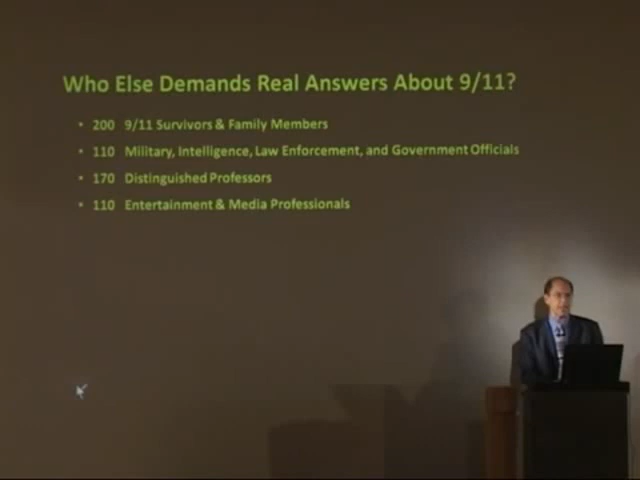 Who Else Demands Real Answers About 9/11?
• 200 9/11 Survivors & Family Members
• 110 Military, Intelligence, Law Enforcement, and Government Officials
• 170 Distinguished Professors
• 110 Entertainment & Media Professionals